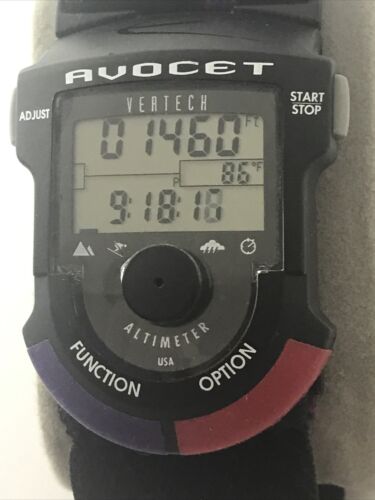 AVOCET
VERTECH
ADJUST
START
STOP
01460 Ft
86°F
P 9:18:18
ALTIMETER
USA
FUNCTION
OPTION